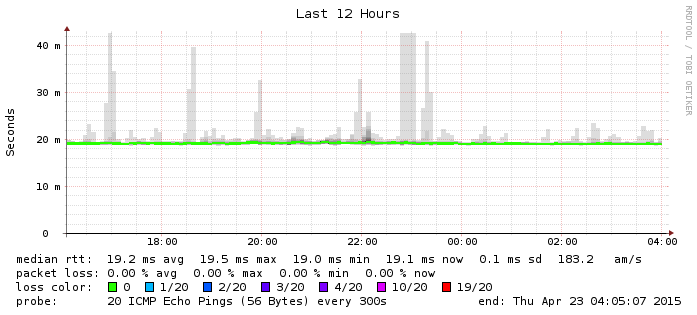 Last 12 Hours
RRDTOOL / TOBI OETIKER
Seconds
40 m
30 m
20 m
10 m
0
18:00 20:00 22:00 00:00 02:00 04:00
median rtt: 19.2 ms avg 19.5 ms max 19.0 ms min 19.1 ms now 0.1 ms sd 183.2 am/s
packet loss: 0.00 % avg 0.00 % max 0.00 % min 0.00 % now
loss color: 0 1/20 2/20 3/20 4/20 10/20 19/20
probe: 20 ICMP Echo Pings (56 Bytes) every 300s end: Thu Apr 23 04:05:07 2015